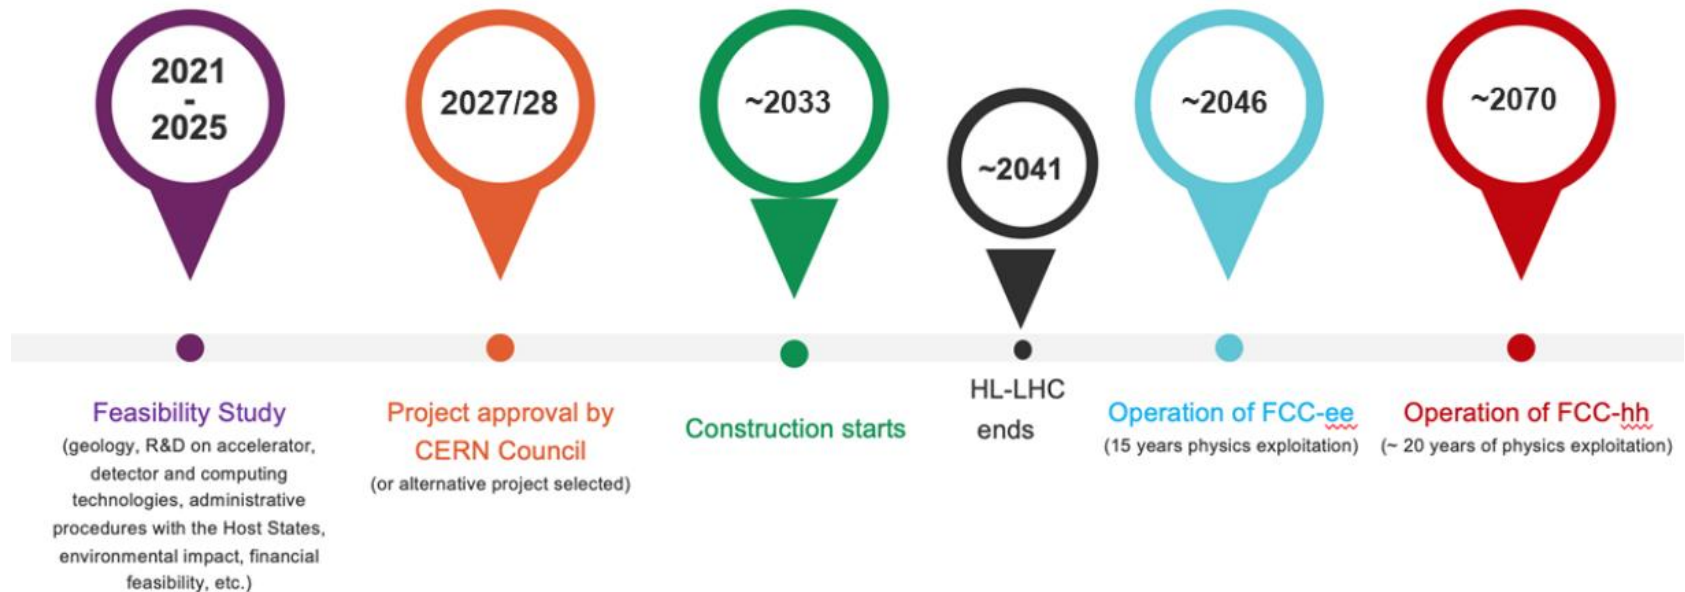 2021
-
2025
2027/28
~2033
~2041
~2046
~2070
Feasibility Study
(geology, R&D on accelerator,
detector and computing
technologies, administrative
procedures with the Host States,
environmental impact, financial
feasibility, etc.)
Project approval by
CERN Council
(or alternative project selected)
Construction starts
HL-LHC
ends
Operation of FCC-ee
(15 years physics exploitation)
Operation of FCC-hh
(~ 20 years of physics exploitation)